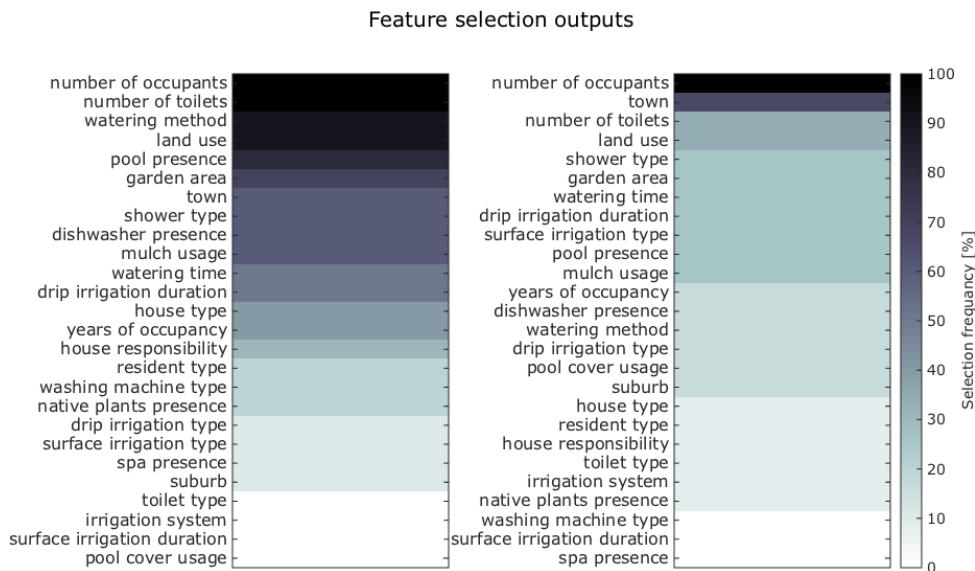 Feature selection outputs
number of occupants
number of toilets
watering method
land use
pool presence
garden area
town
shower type
dishwasher presence
mulch usage
watering time
drip irrigation duration
house type
years of occupancy
house responsibility
resident type
washing machine type
native plants presence
drip irrigation type
surface irrigation type
spa presence
suburb
toilet type
irrigation system
surface irrigation duration
pool cover usage
number of occupants
town
number of toilets
land use
shower type
garden area
watering time
drip irrigation duration
surface irrigation type
pool presence
mulch usage
years of occupancy
dishwasher presence
watering method
drip irrigation type
pool cover usage
suburb
house type
resident type
house responsibility
toilet type
irrigation system
native plants presence
washing machine type
surface irrigation duration
spa presence
100
90
80
70
60
50
40
30
20
10
0
Selection frequancy [%]